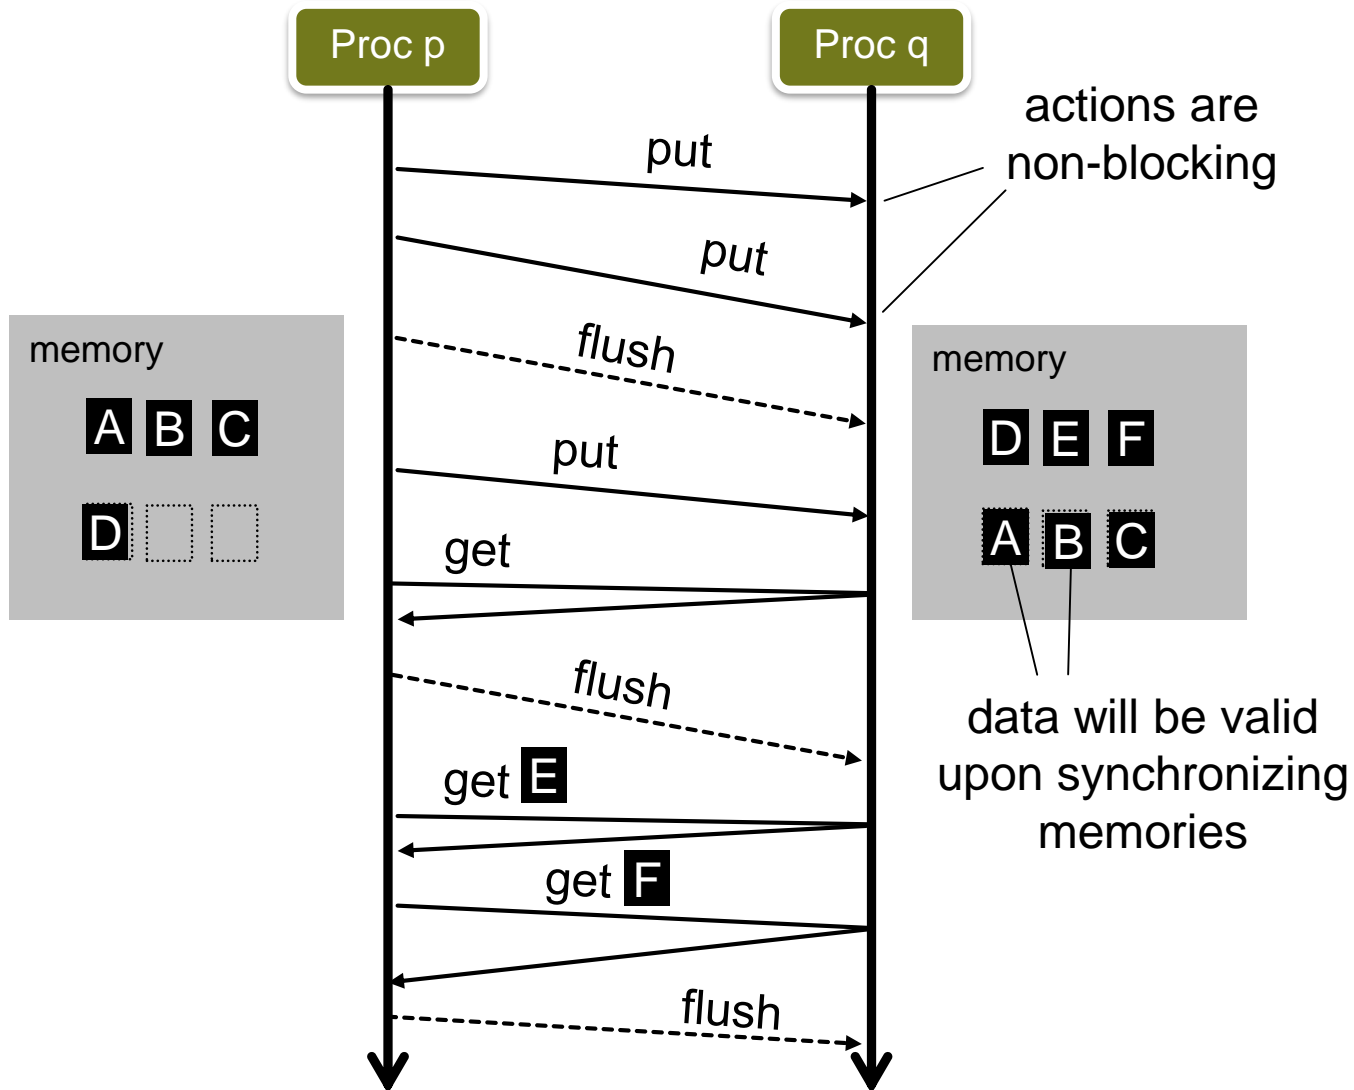 Proc p
Proc q
actions are
non-blocking
put
put
flush
memory
A B C
D
memory
D E F
A B C
put
get
flush
data will be valid
upon synchronizing
memories
get E
get F
flush